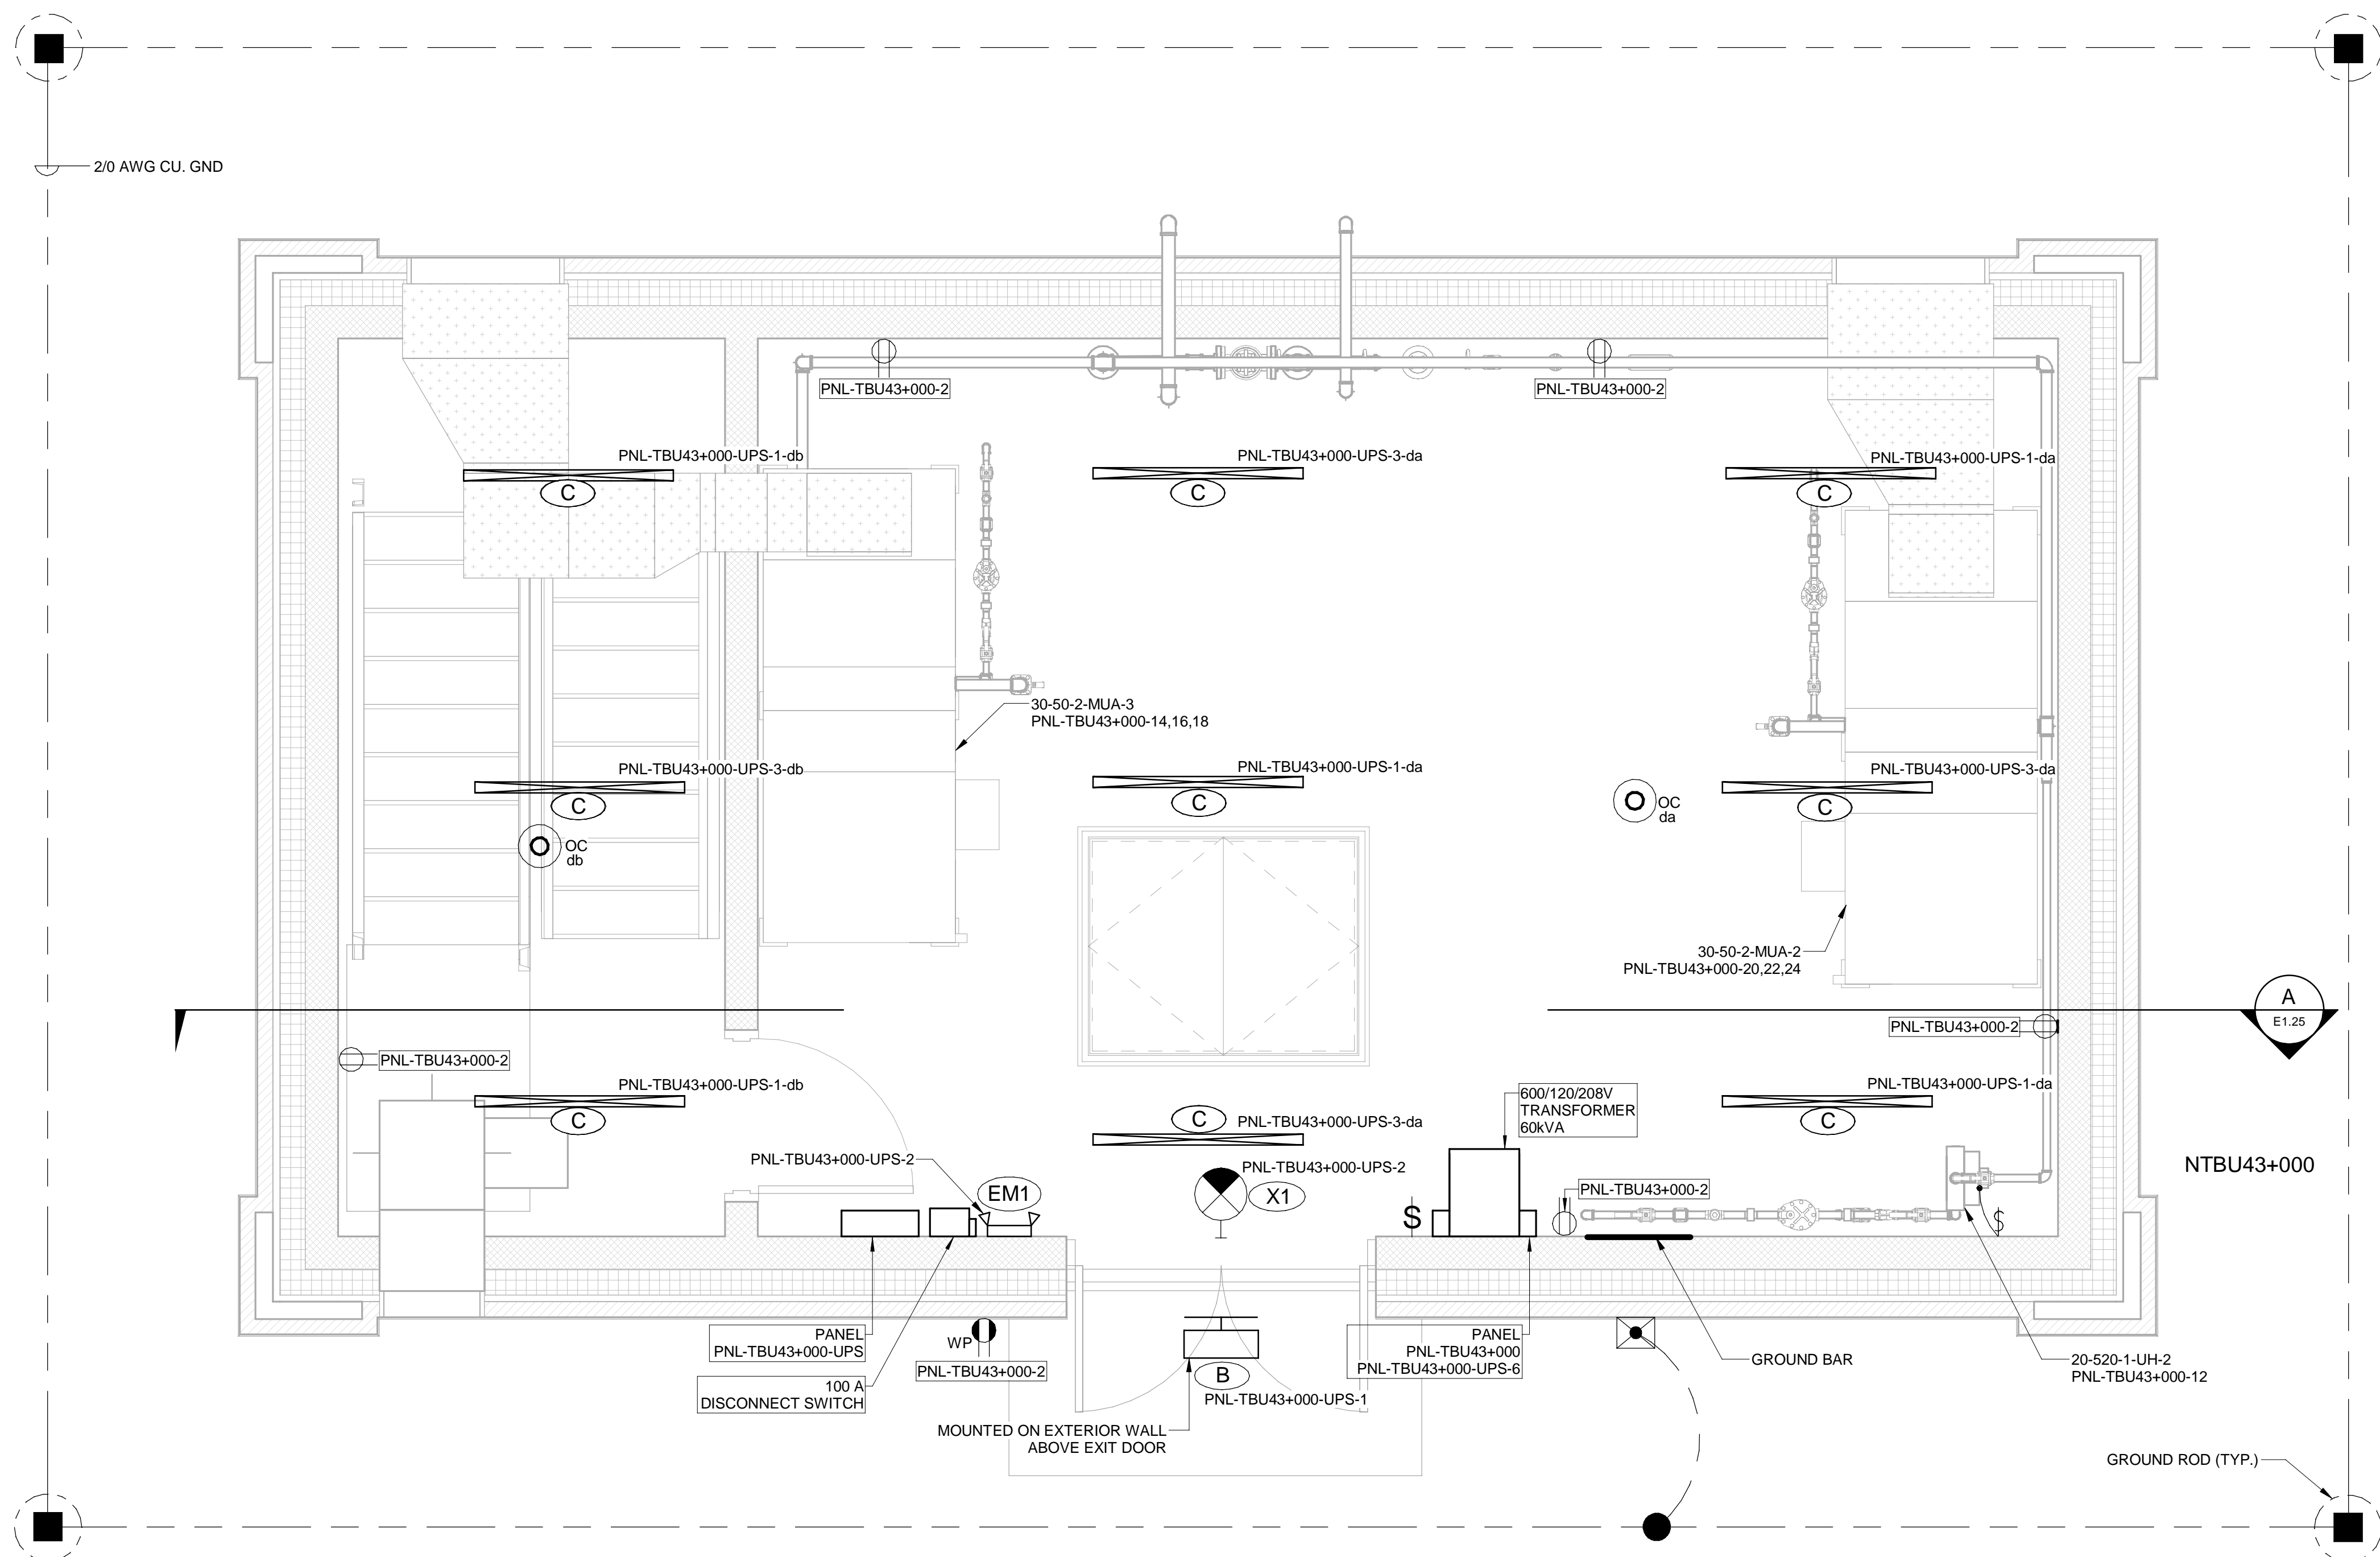 2/0 AWG CU. GND
PNL-TBU43+000-2
PNL-TBU43+000-2
PNL-TBU43+000-UPS-1-db
C
PNL-TBU43+000-UPS-3-da
C
PNL-TBU43+000-UPS-1-da
C
30-50-2-MUA-3
PNL-TBU43+000-14,16,18
PNL-TBU43+000-UPS-3-db
C
PNL-TBU43+000-UPS-1-da
C
PNL-TBU43+000-UPS-3-da
C
OC
da
OC
db
30-50-2-MUA-2
PNL-TBU43+000-20,22,24
A
E1.25
PNL-TBU43+000-2
PNL-TBU43+000-2
PNL-TBU43+000-UPS-1-db
C
C
PNL-TBU43+000-UPS-3-da
600/120/208V
TRANSFORMER
60kVA
PNL-TBU43+000-UPS-1-da
C
PNL-TBU43+000-UPS-2
EM1
PNL-TBU43+000-UPS-2
X1
$
PNL-TBU43+000-2
$
NTBU43+000
PANEL
PNL-TBU43+000-UPS
WP
PNL-TBU43+000-2
100 A
DISCONNECT SWITCH
B
PNL-TBU43+000-UPS-1
MOUNTED ON EXTERIOR WALL
ABOVE EXIT DOOR
PANEL
PNL-TBU43+000
PNL-TBU43+000-UPS-6
GROUND BAR
20-520-1-UH-2
PNL-TBU43+000-12
GROUND ROD (TYP.)